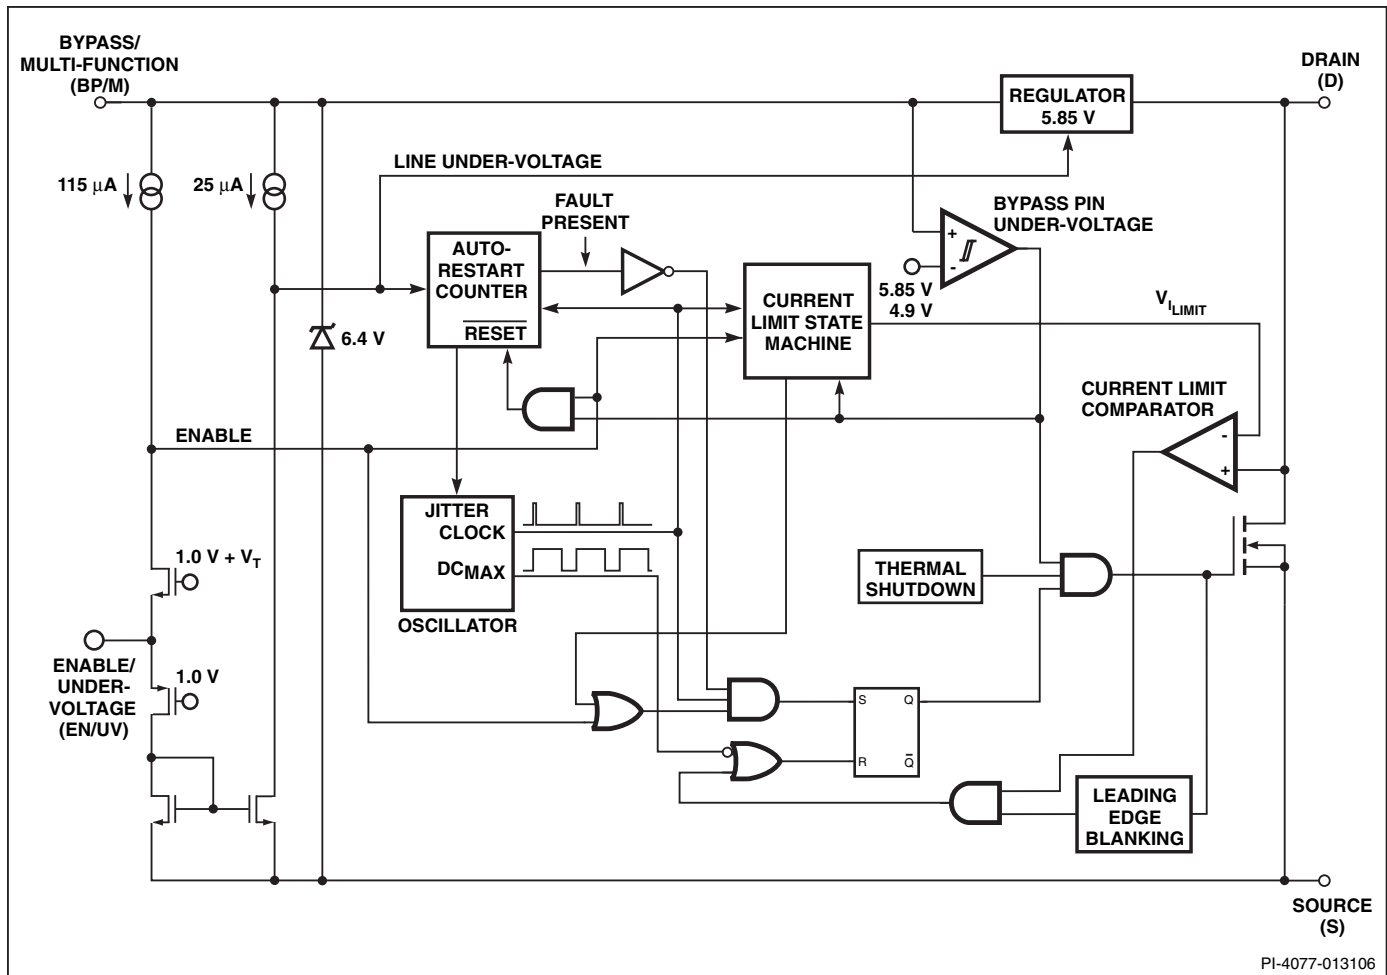 BYPASS/
MULTI-FUNCTION
(BP/M)
DRAIN
(D)
REGULATOR
5.85 V
LINE UNDER-VOLTAGE
115 μA
25 μA
FAULT
PRESENT
BYPASS PIN
UNDER-VOLTAGE
AUTO-
RESTART
COUNTER
RESET
+
-
5.85 V
4.9 V
CURRENT
LIMIT STATE
MACHINE
VILIMIT
6.4 V
CURRENT LIMIT
COMPARATOR
-
+
ENABLE
JITTER
CLOCK
DCMAX
OSCILLATOR
1.0 V + VT
THERMAL
SHUTDOWN
ENABLE/
UNDER-
VOLTAGE
(EN/UV)
1.0 V
S Q
R Q̅
LEADING
EDGE
BLANKING
SOURCE
(S)
PI-4077-013106